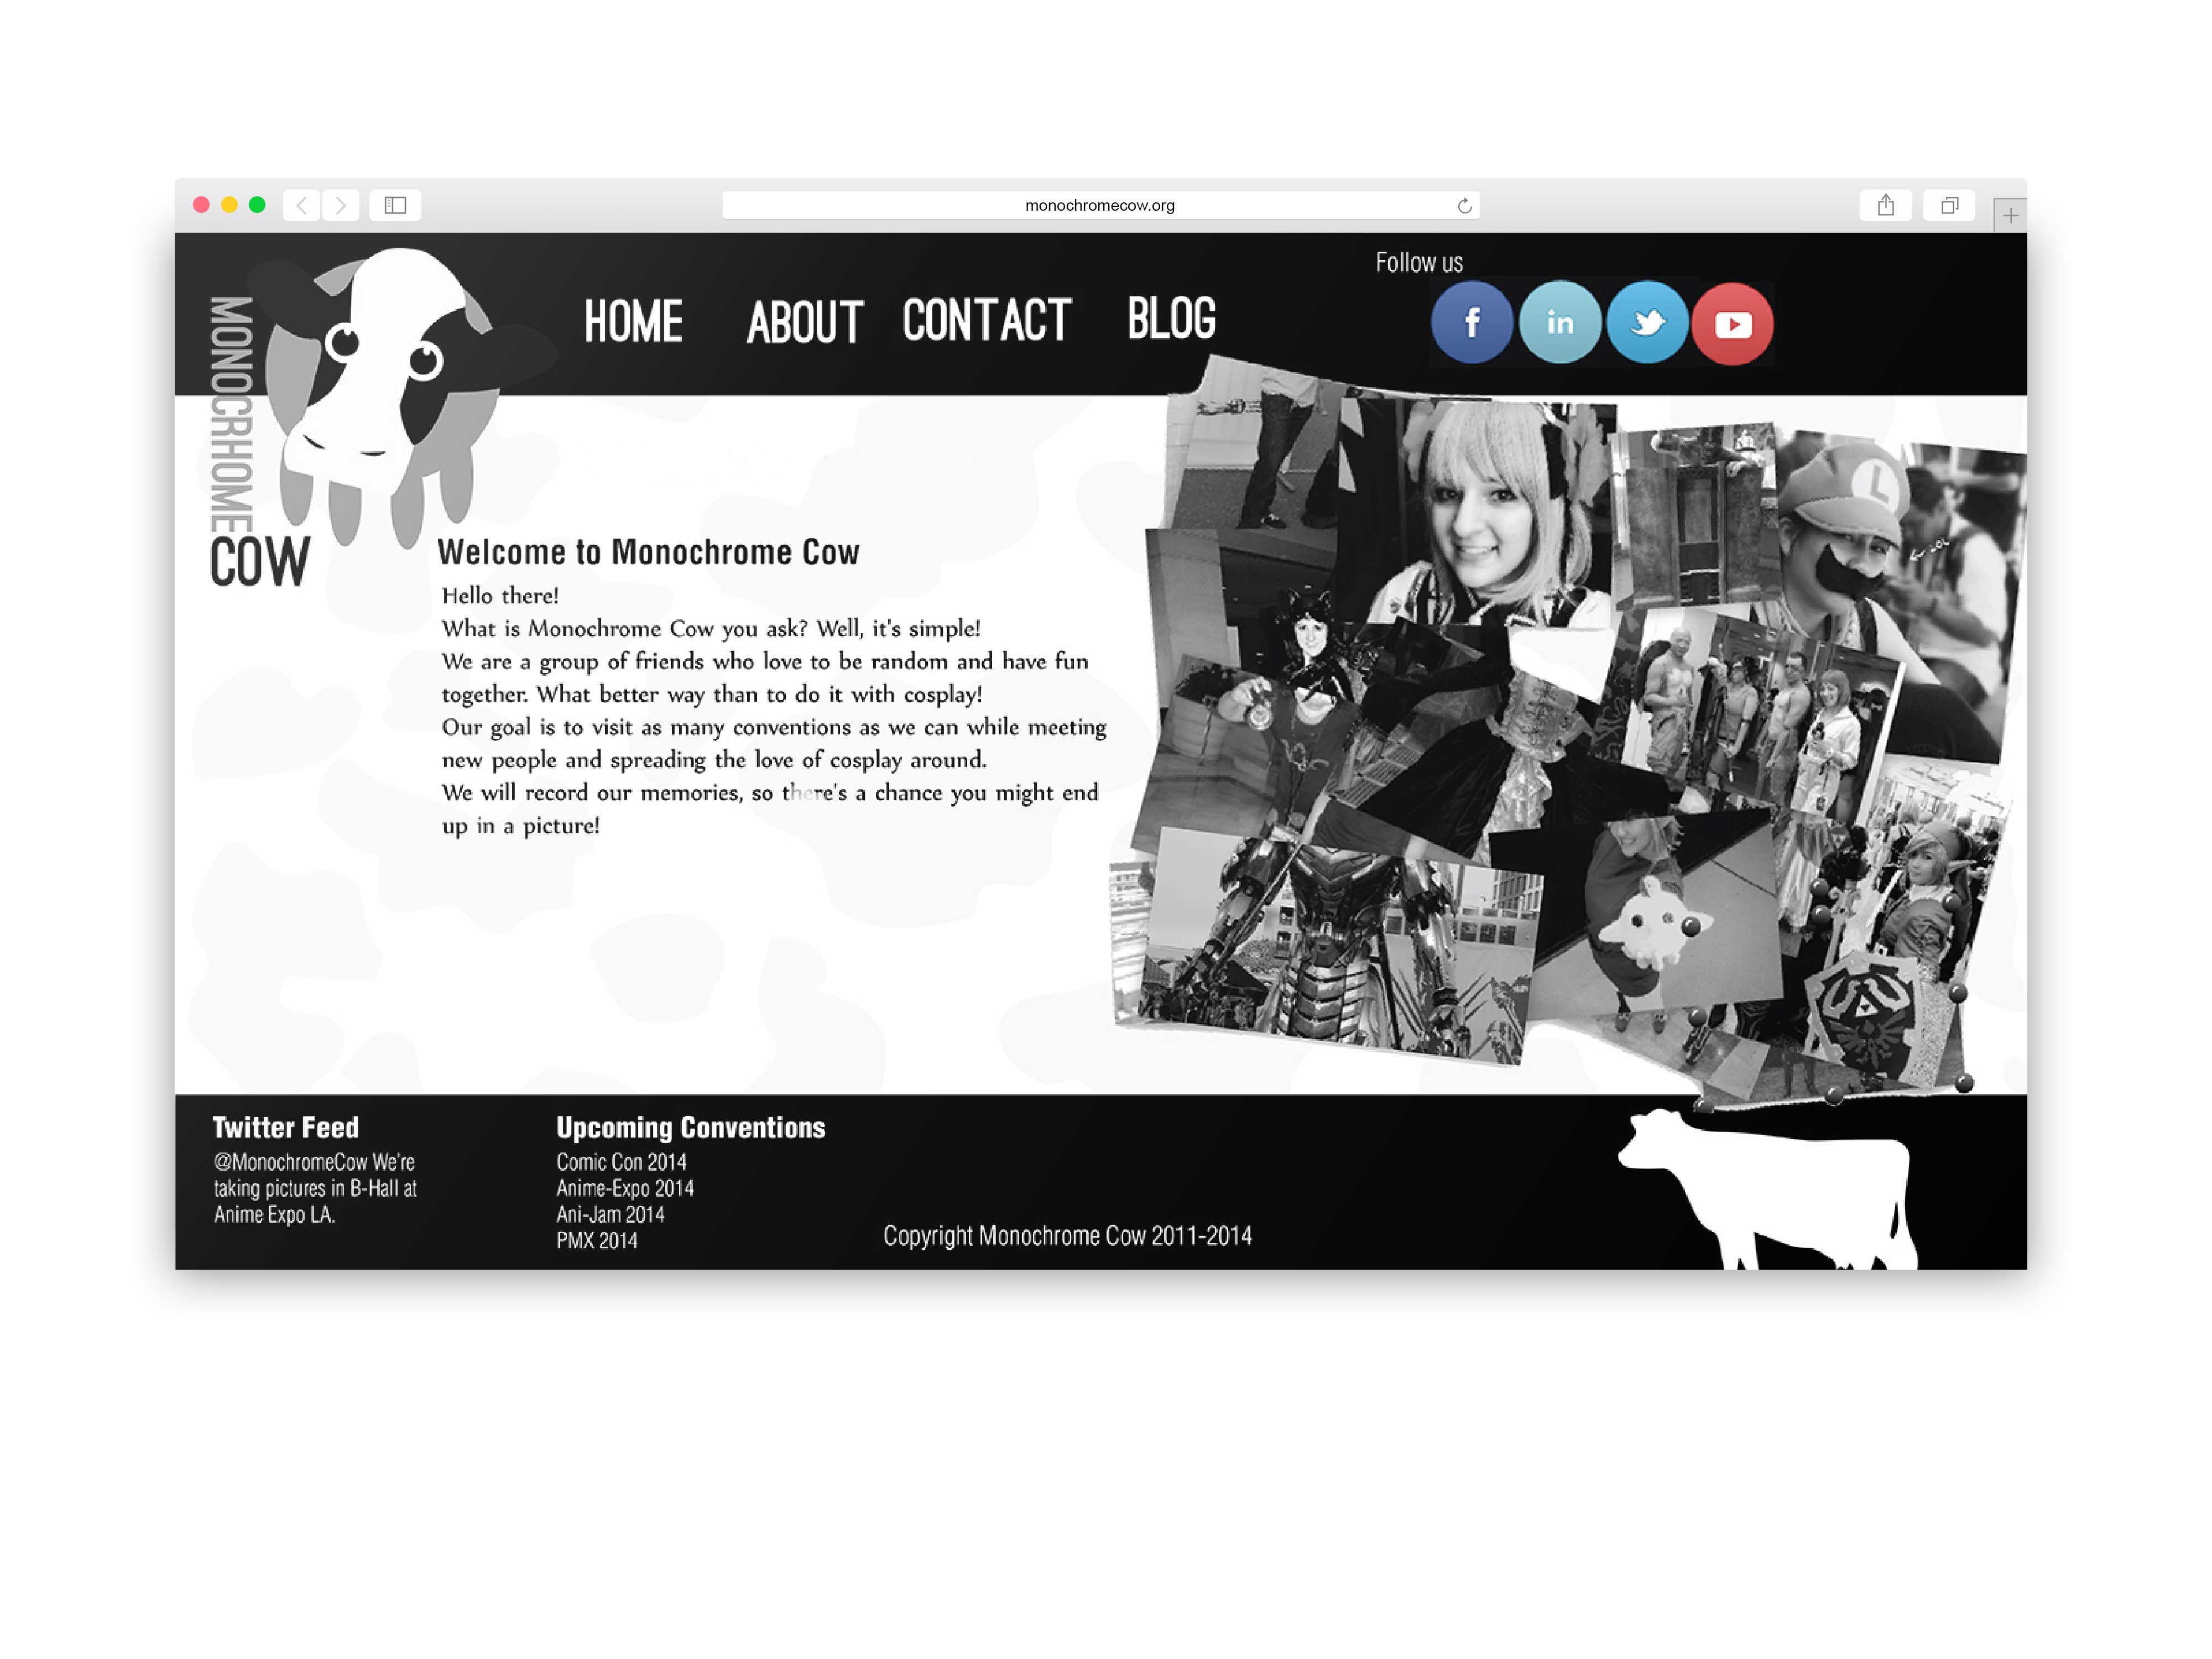 monochromecow.org
Follow us
HOME ABOUT CONTACT BLOG
f in
MONOCRHOME
COW
L
LOL
Welcome to Monochrome Cow
Hello there!
What is Monochrome Cow you ask? Well, it's simple!
We are a group of friends who love to be random and have fun
together. What better way than to do it with cosplay!
Our goal is to visit as many conventions as we can while meeting
new people and spreading the love of cosplay around.
We will record our memories, so there's a chance you might end
up in a picture!
Twitter Feed
@MonochromeCow We're
taking pictures in B-Hall at
Anime Expo LA.
Upcoming Conventions
Comic Con 2014
Anime-Expo 2014
Ani-Jam 2014
PMX 2014
Copyright Monochrome Cow 2011-2014